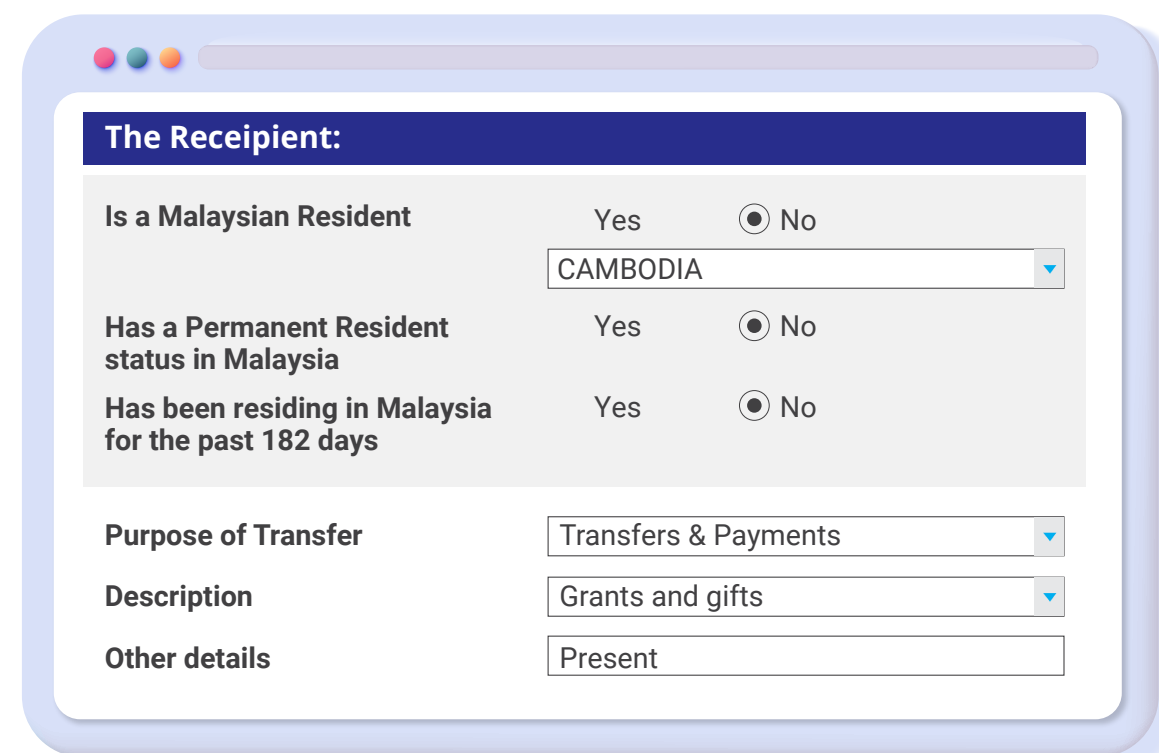 The Receipient:
Is a Malaysian Resident
Yes No
CAMBODIA
Has a Permanent Resident
status in Malaysia
Yes No
Has been residing in Malaysia
for the past 182 days
Yes No
Purpose of Transfer
Transfers & Payments
Description
Grants and gifts
Other details
Present